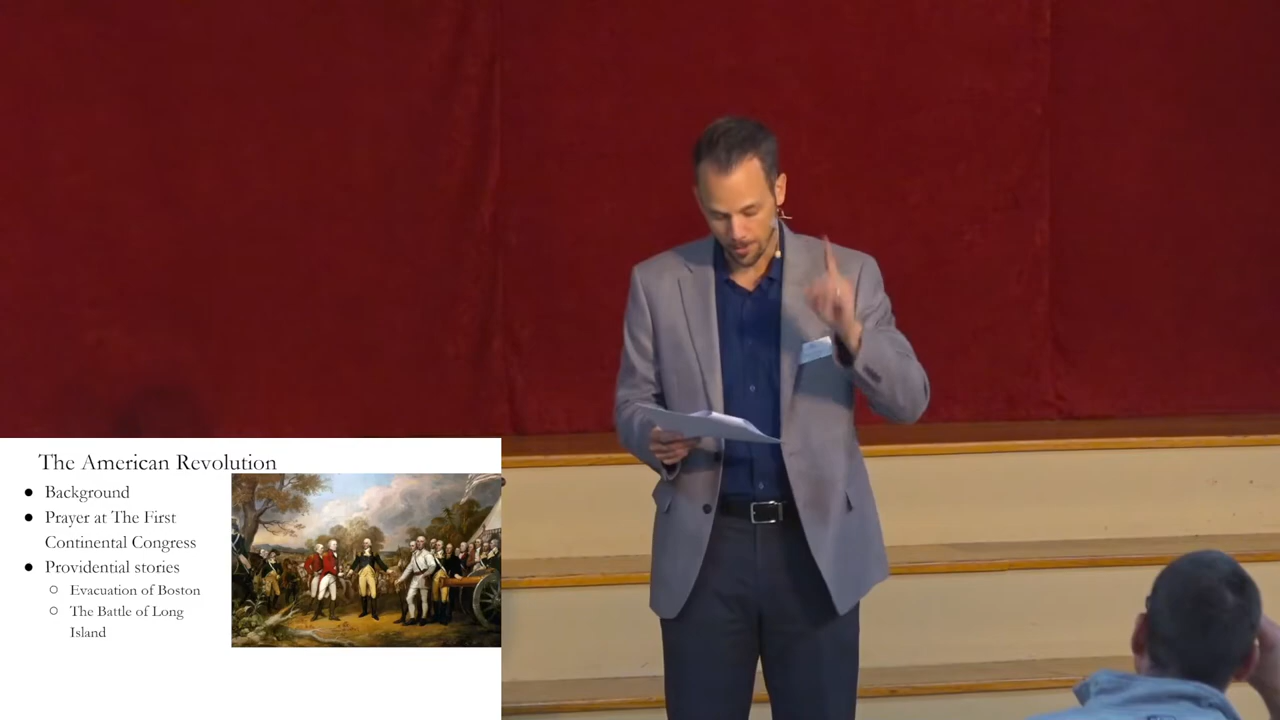 The American Revolution
● Background
● Prayer at The First
Continental Congress
● Providential stories
○ Evacuation of Boston
○ The Battle of Long
Island